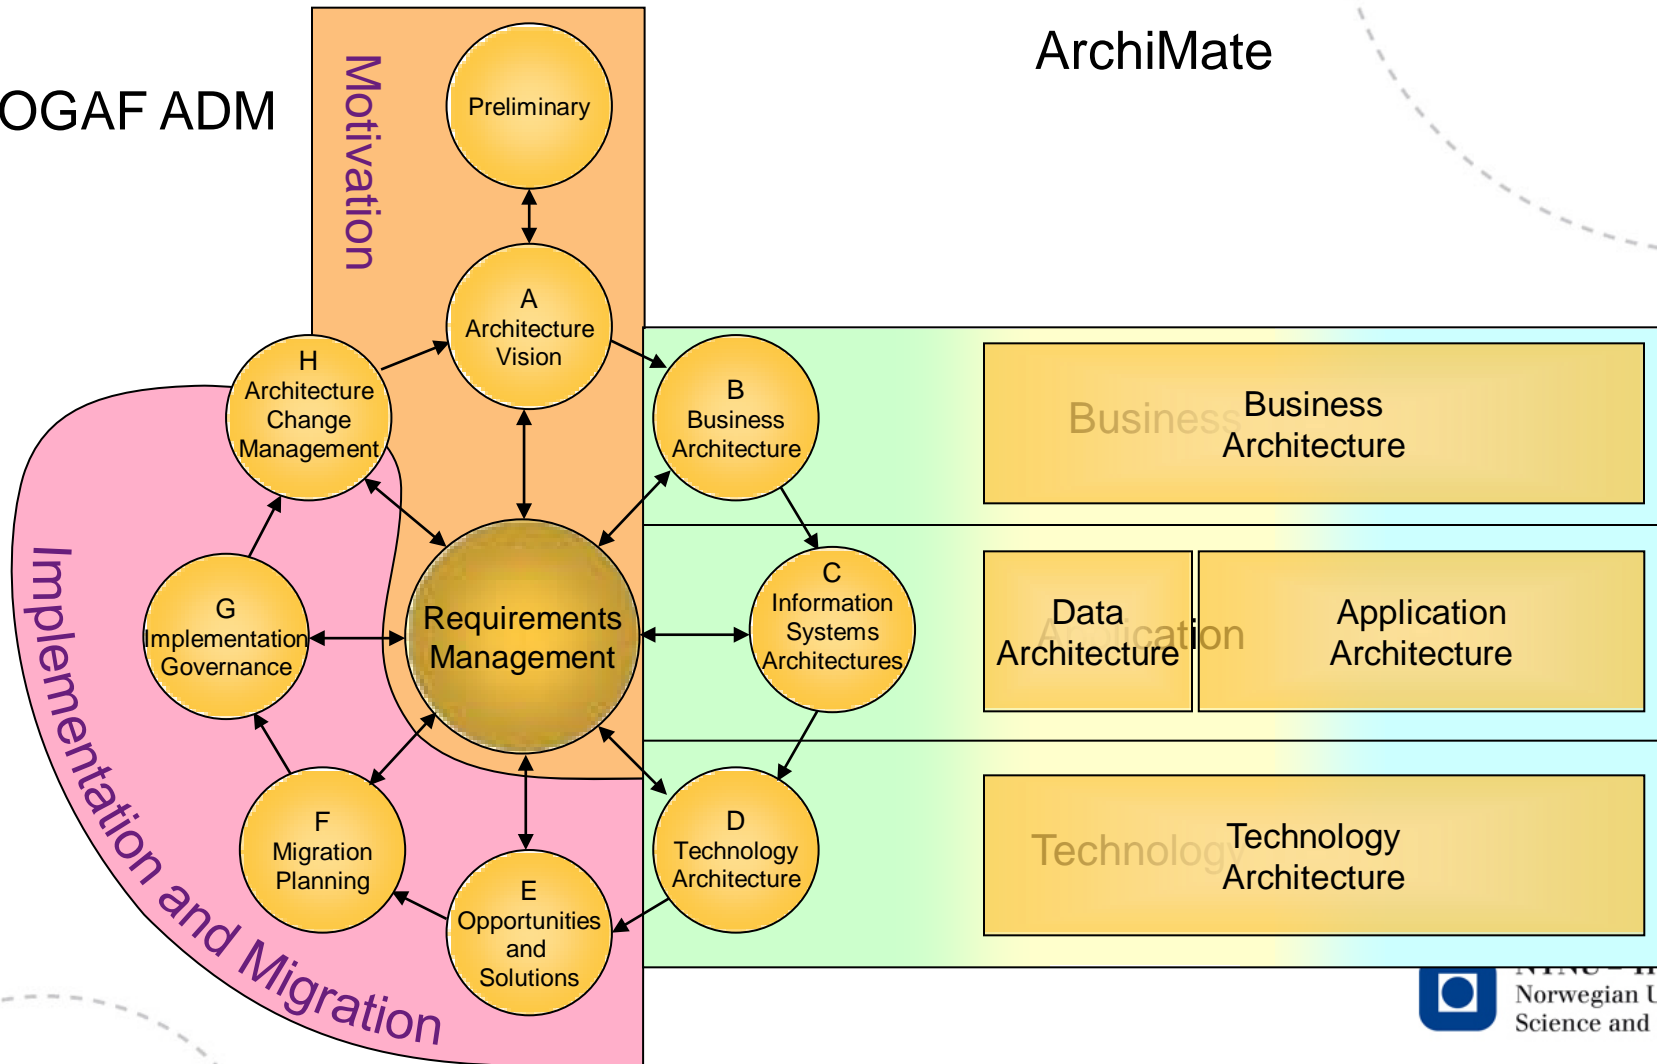 OGAF ADM
ArchiMate
Motivation
Preliminary
A
Architecture
Vision
H
Architecture
Change
Management
B
Business
Architecture
Business
Business
Architecture
Requirements
Management
G
Implementation
Governance
C
Information
Systems
Architectures
Application
Data
Architecture
Application
Architecture
Implementation and Migration
F
Migration
Planning
E
Opportunities
and
Solutions
D
Technology
Architecture
Technology
Technology
Architecture
Norwegian U
Science and